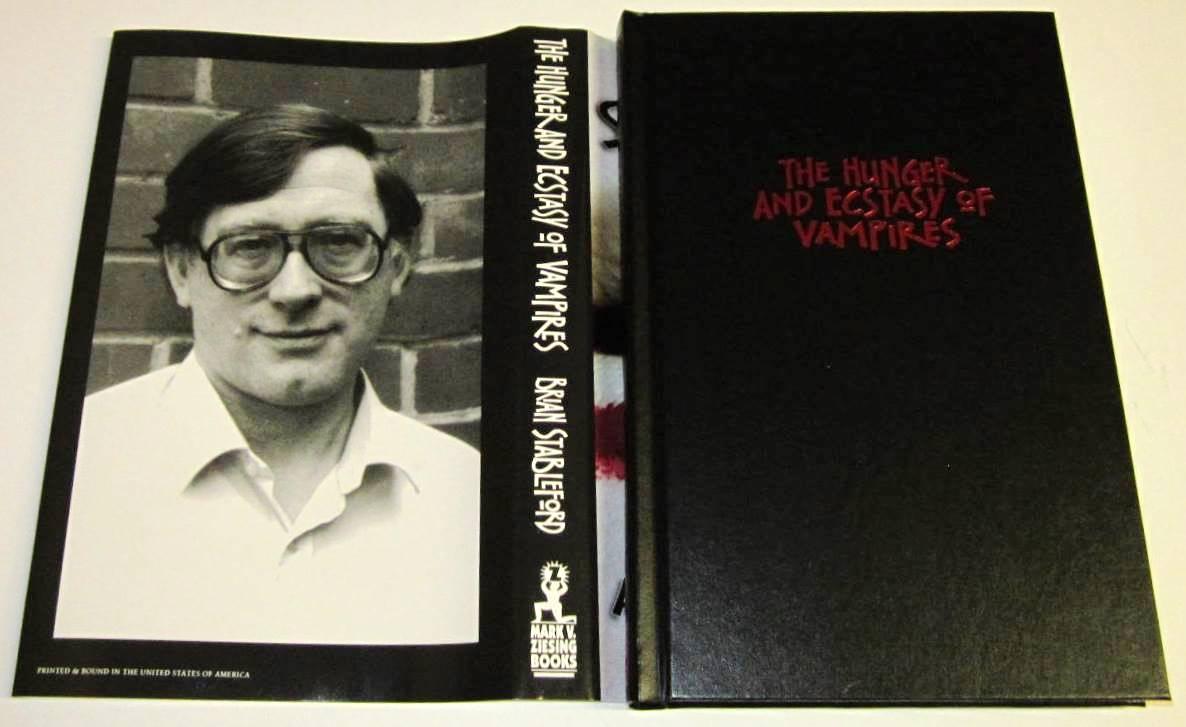 THE HUNGER AND ECSTASY OF VAMPIRES BRIAN STABLEFORD
Z
MARK V.
ZIESING
BOOKS
PRINTED & BOUND IN THE UNITED STATES OF AMERICA
S
THE HUNGER
AND ECSTASY OF
VAMPIRES